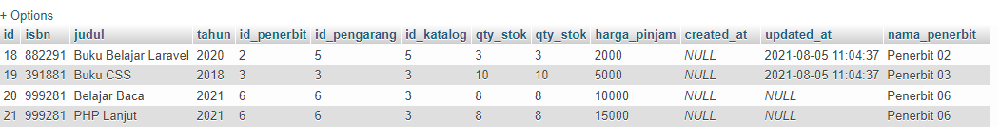 + Options
id isbn judul tahun id_penerbit id_pengarang id_katalog qty_stok qty_stok harga_pinjam created_at updated_at nama_penerbit
18 882291 Buku Belajar Laravel 2020 2 5 5 3 3 2000 NULL 2021-08-05 11:04:37 Penerbit 02
19 391881 Buku CSS 2018 3 3 3 10 10 5000 NULL 2021-08-05 11:04:37 Penerbit 03
20 999281 Belajar Baca 2021 6 6 3 8 8 10000 NULL NULL Penerbit 06
21 999281 PHP Lanjut 2021 6 6 3 8 8 15000 NULL NULL Penerbit 06